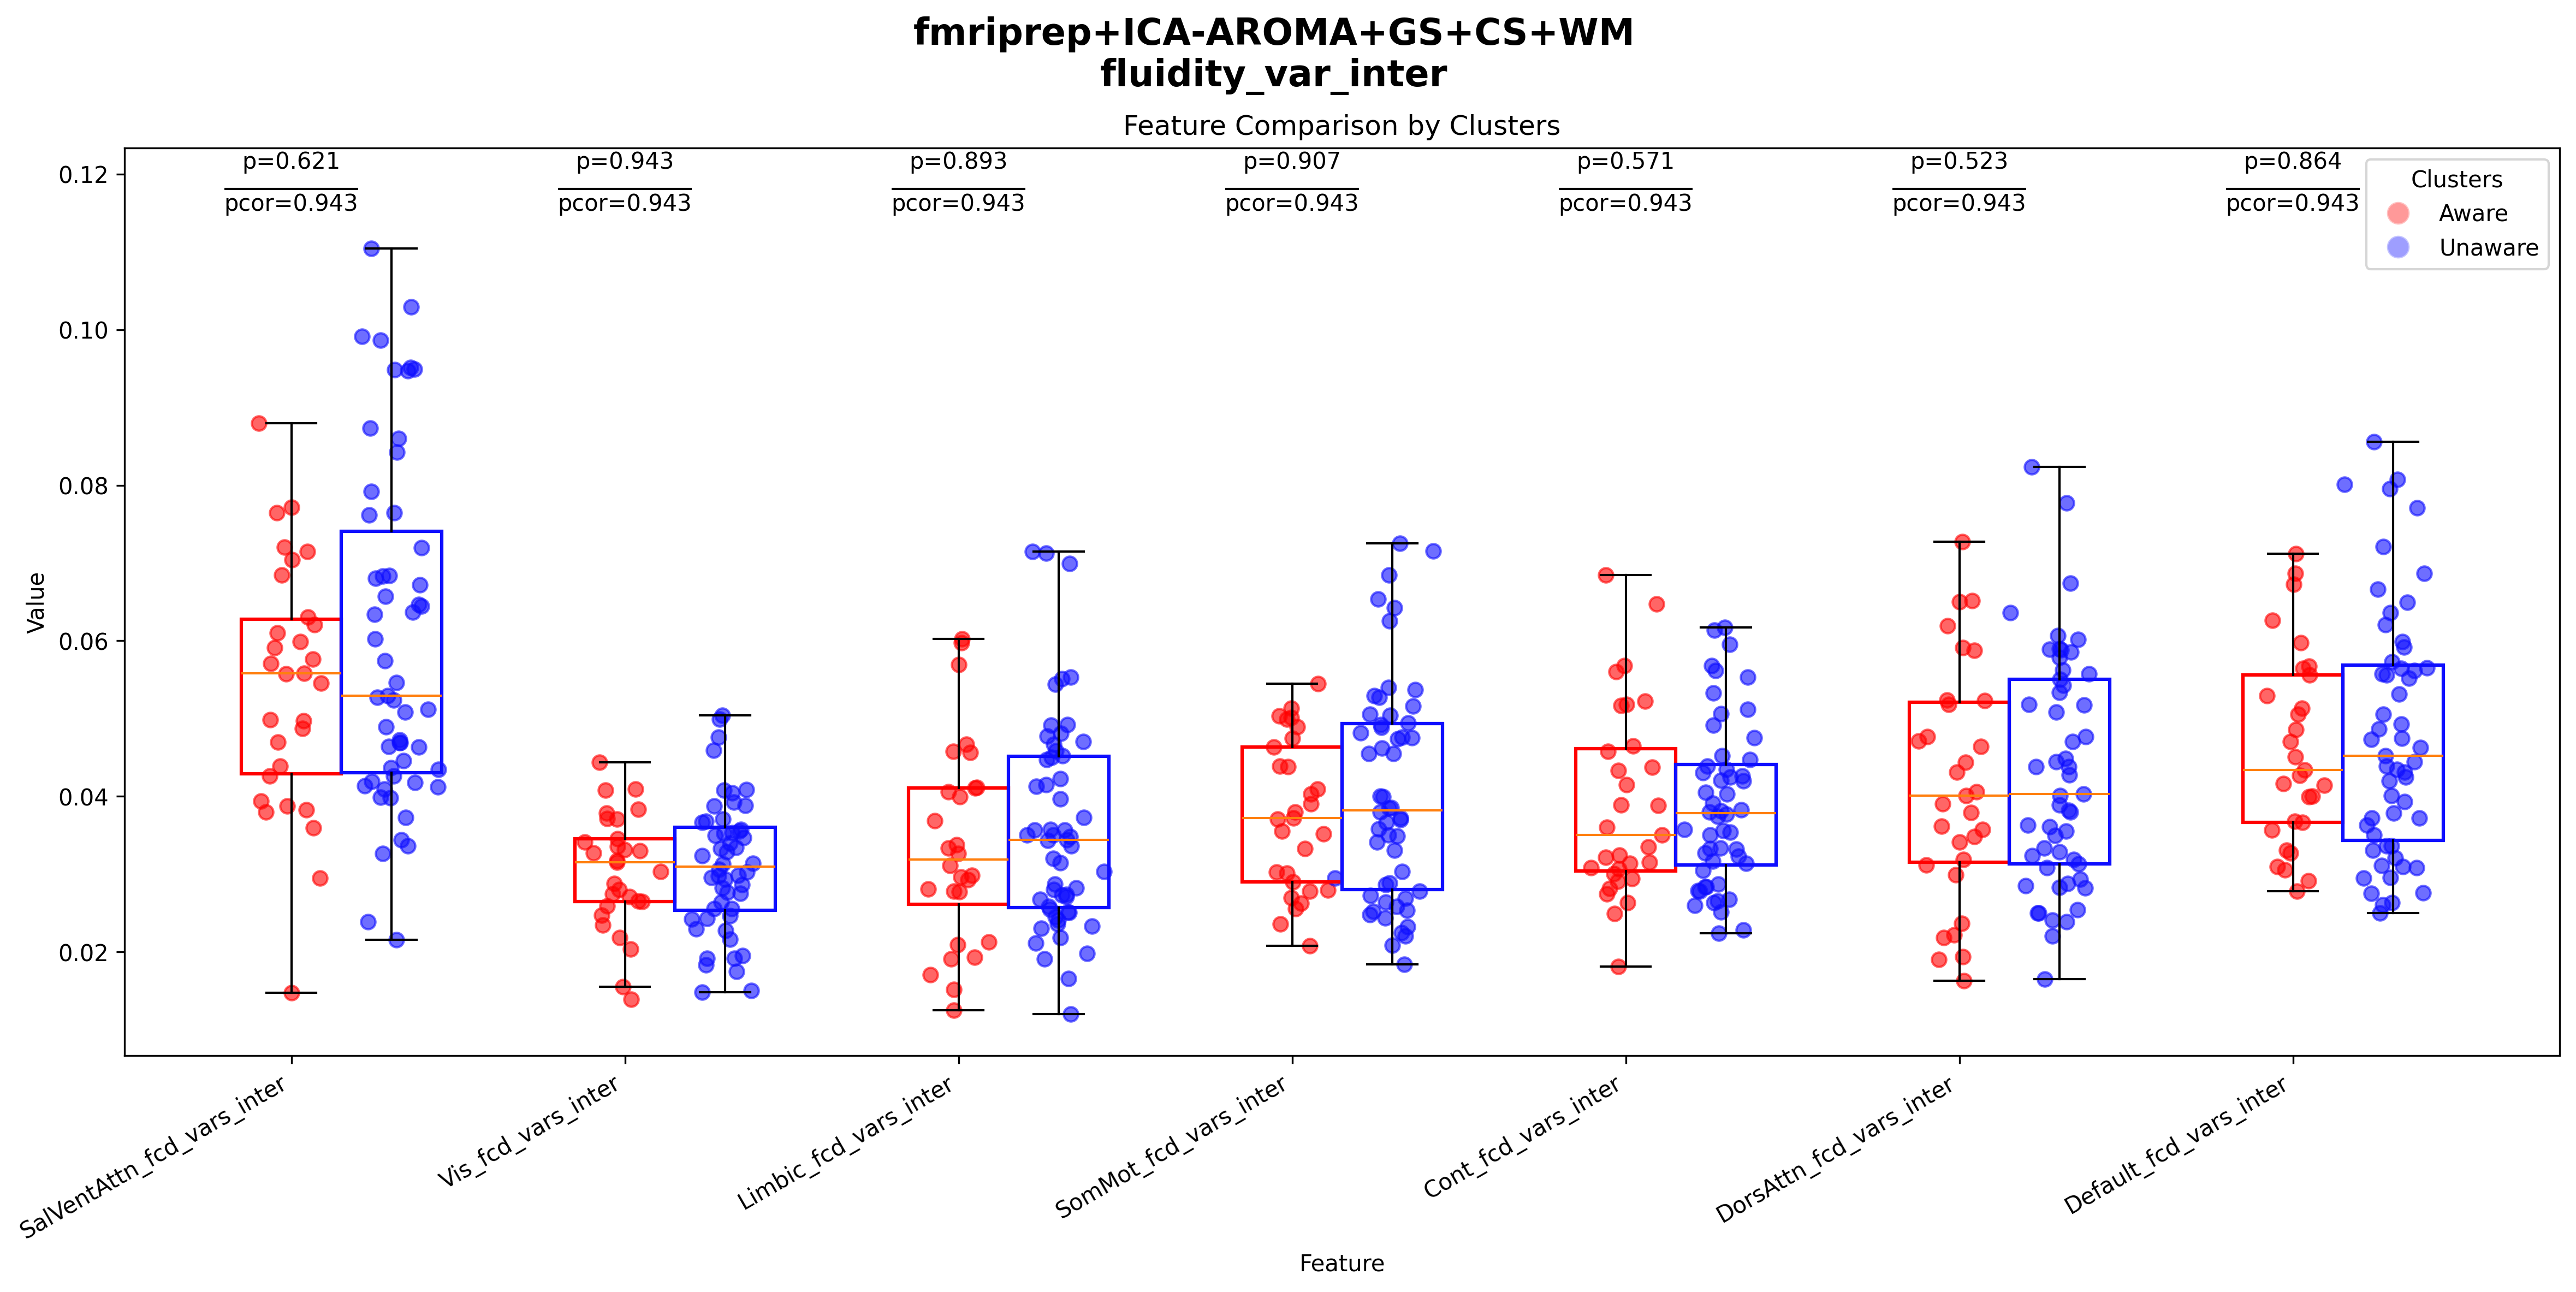 fmriprep+ICA-AROMA+GS+CS+WM
fluidity_var_inter
Feature Comparison by Clusters
p=0.621
pcor=0.943
p=0.943
pcor=0.943
p=0.893
pcor=0.943
p=0.907
pcor=0.943
p=0.571
pcor=0.943
p=0.523
pcor=0.943
p=0.864
pcor=0.943
Clusters
Aware
Unaware
Value
0.12
0.10
0.08
0.06
0.04
0.02
SalVentAttn_fcd_vars_inter
Vis_fcd_vars_inter
Limbic_fcd_vars_inter
SomMot_fcd_vars_inter
Cont_fcd_vars_inter
DorsAttn_fcd_vars_inter
Default_fcd_vars_inter
Feature